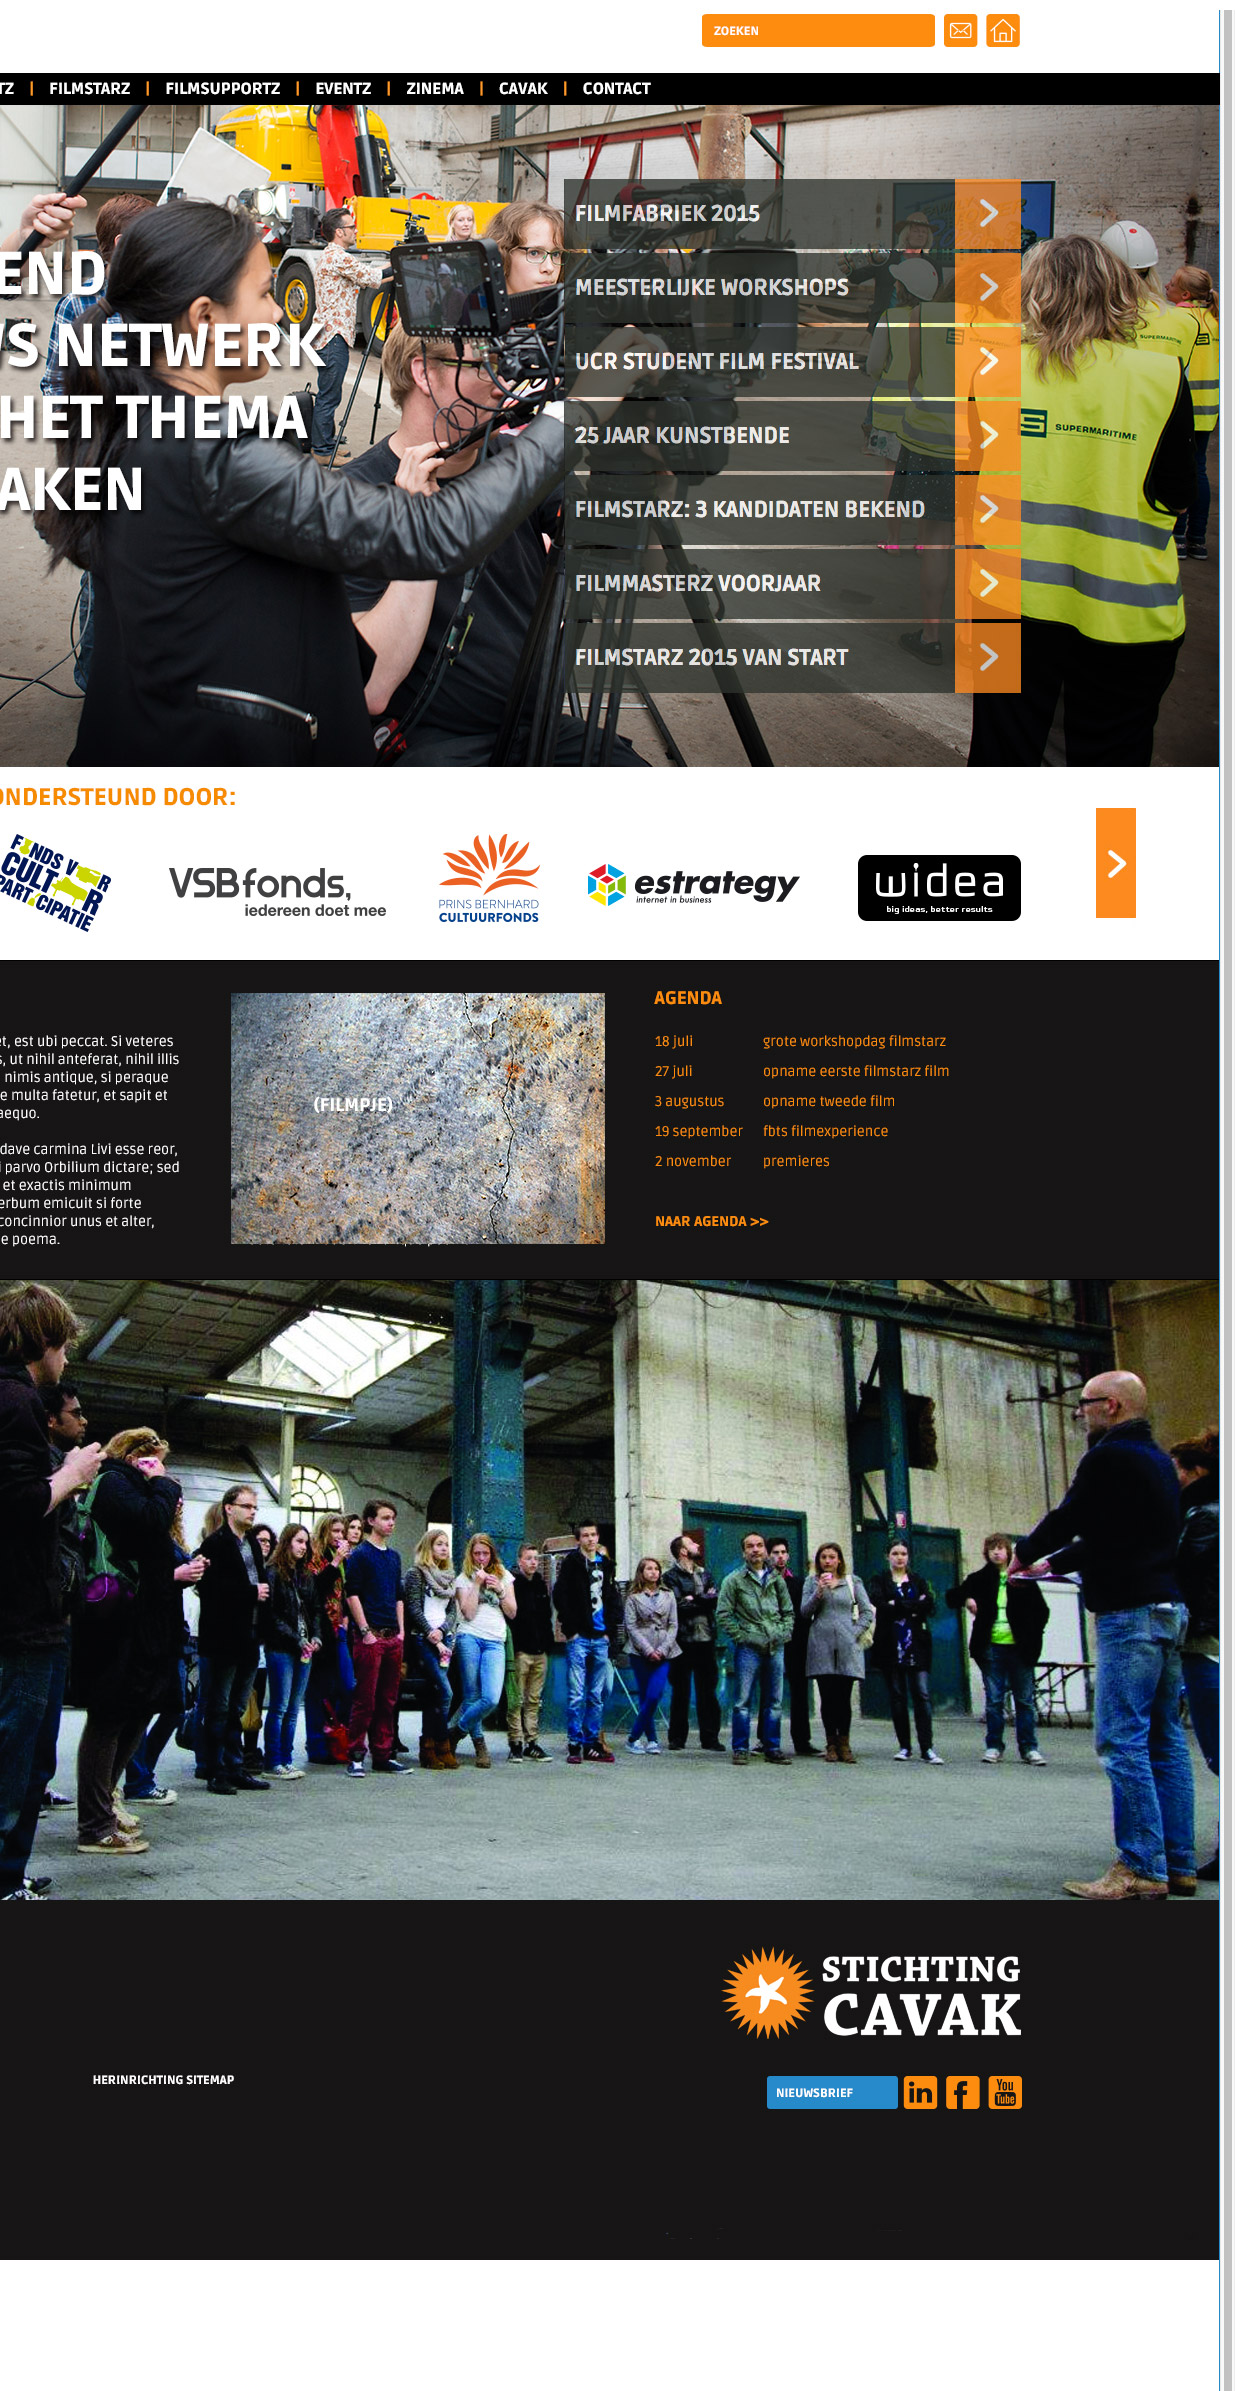 ZOEKEN
TZ | FILMSTARZ | FILMSUPPORTZ | EVENTZ | ZINEMA | CAVAK | CONTACT
END
'S NETWERK
HET THEMA
AKEN
FILMFABRIEK 2015
MEESTERLIJKE WORKSHOPS
UCR STUDENT FILM FESTIVAL
25 JAAR KUNSTBENDE
FILMSTARZ: 3 KANDIDATEN BEKEND
FILMMASTERZ VOORJAAR
FILMSTARZ 2015 VAN START
SUPERMARITIME
SUPERMARITIME
ONDERSTEUND DOOR:
FONDS VOOR
CULTUUR
PARTICIPATIE
VSBfonds,
iedereen doet mee
PRINS BERNHARD
CULTUURFONDS
estrategy
internet in business
widea
big ideas, better results
et, est ubi peccat. Si veteres
s, ut nihil anteferat, nihil illis
nimis antique, si peraque
e multa fatetur, et sapit et
aequo.
dave carmina Livi esse reor,
i parvo Orbilium dictare; sed
et exactis minimum
erbum emicuit si forte
concinnior unus et alter,
e poema.
(FILMPJE)
AGENDA
18 juli grote workshopdag filmstarz
27 juli opname eerste filmstarz film
3 augustus opname tweede film
19 september fbts filmexperience
2 november premieres
NAAR AGENDA >>
STICHTING
CAVAK
HERINRICHTING SITEMAP
NIEUWSBRIEF
in
f
You
Tube